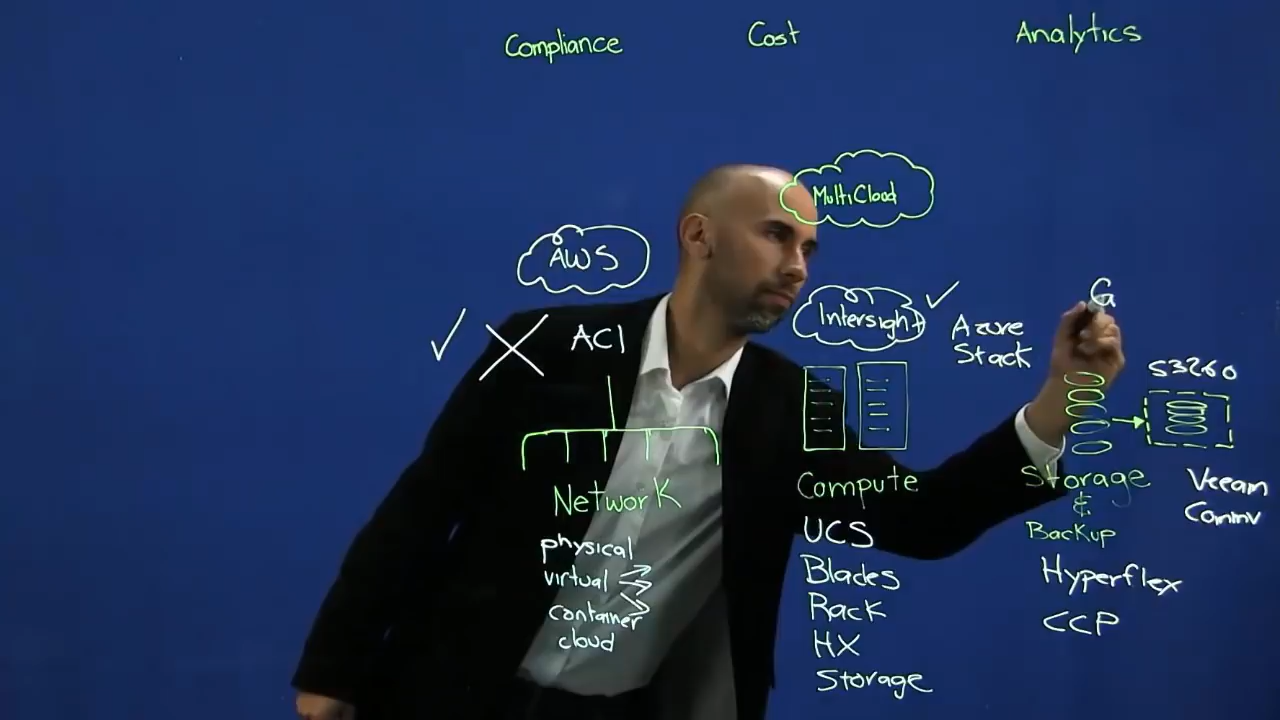 Compliance
Cost
Analytics
MultiCloud
AWS
ACI
Intersight
Azure
Stack
G
S3260
Network
physical
virtual
container
cloud
Compute
UCS
Blades
Rack
HX
Storage
Storage
&
Backup
Hyperflex
CCP
Veeam
Commv